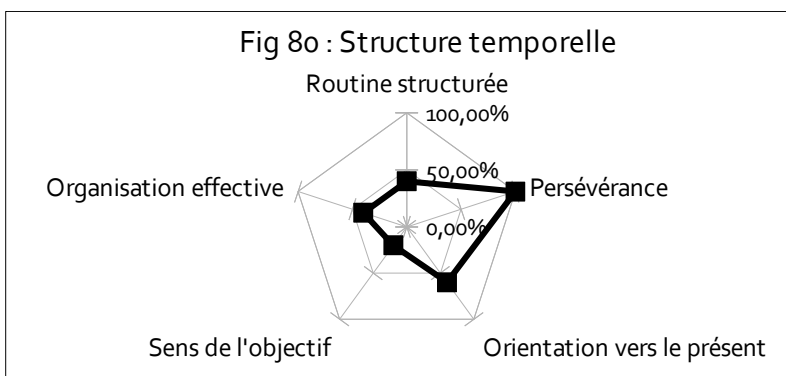 Fig 80 : Structure temporelle
Routine structurée
100,00%
50,00%
Organisation effective
Persévérance
0,00%
Sens de l'objectif
Orientation vers le présent